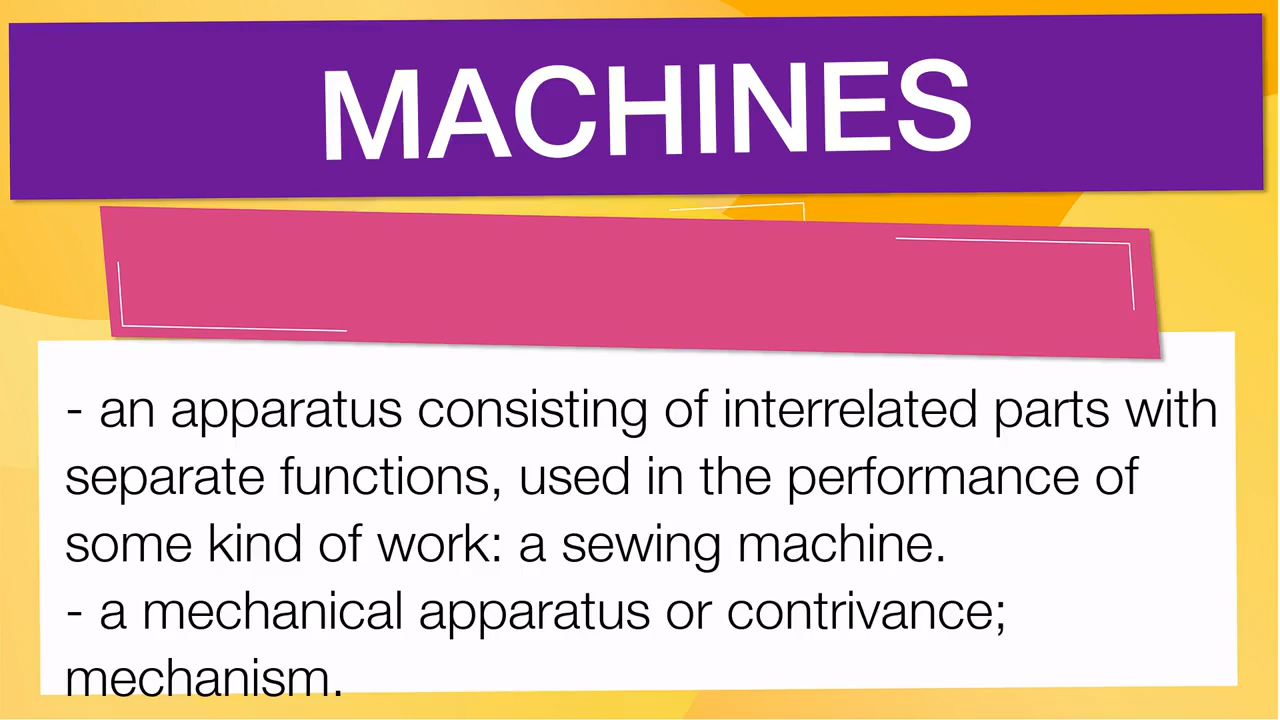 MACHINES
- an apparatus consisting of interrelated parts with
separate functions, used in the performance of
some kind of work: a sewing machine.
- a mechanical apparatus or contrivance;
mechanism.